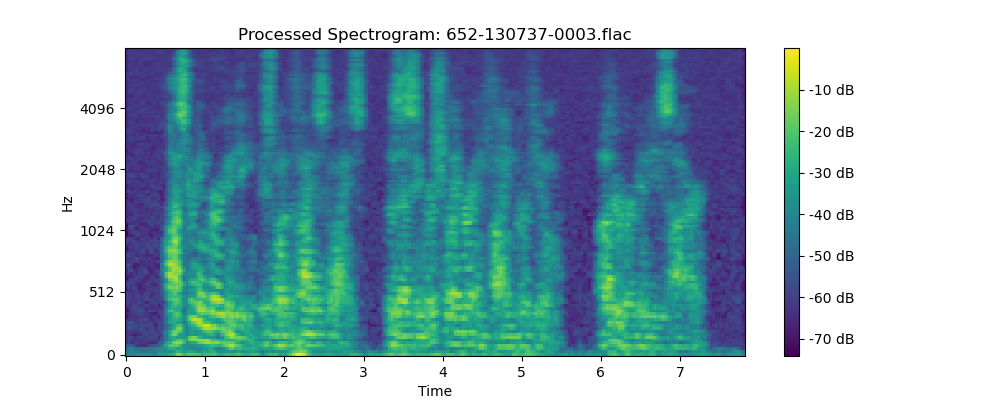 Processed Spectrogram: 652-130737-0003.flac
Hz
4096
2048
1024
512
0
0 1 2 3 4 5 6 7
Time
-10 dB
-20 dB
-30 dB
-40 dB
-50 dB
-60 dB
-70 dB